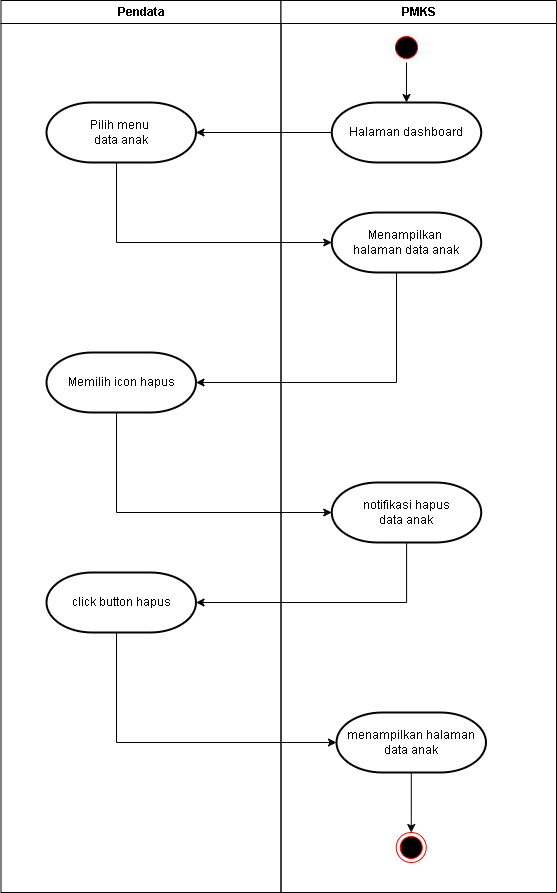 Pendata
PMKS
Halaman dashboard
Pilih menu
data anak
Menampilkan
halaman data anak
Memilih icon hapus
notifikasi hapus
data anak
click button hapus
menampilkan halaman
data anak